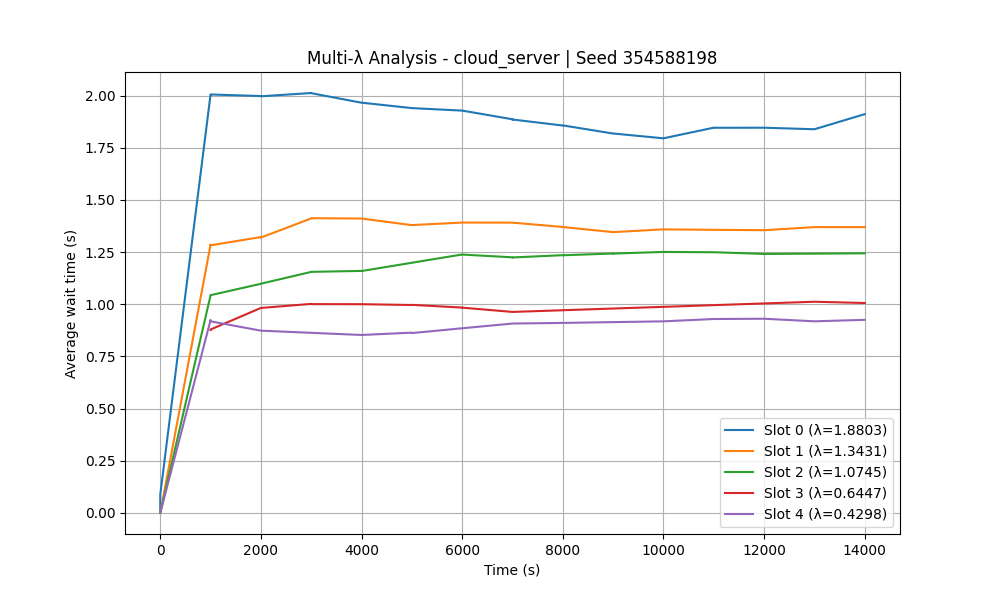 Multi-λ Analysis - cloud_server | Seed 354588198
Average wait time (s)
2.00
1.75
1.50
1.25
1.00
0.75
0.50
0.25
0.00
Slot 0 (λ=1.8803)
Slot 1 (λ=1.3431)
Slot 2 (λ=1.0745)
Slot 3 (λ=0.6447)
Slot 4 (λ=0.4298)
0 2000 4000 6000 8000 10000 12000 14000
Time (s)